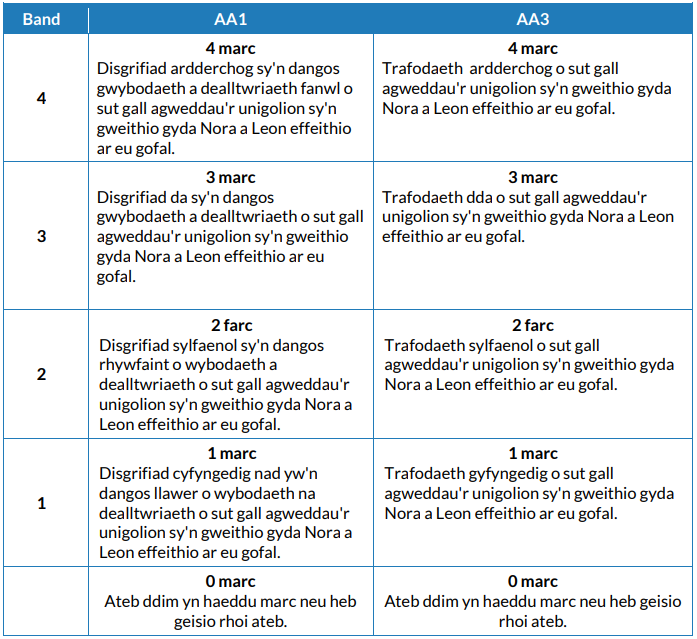 Band AA1 AA3
4 marc
Disgrifiad ardderchog sy'n dangos
gwybodaeth a dealltwriaeth fanwl o
sut gall agweddau'r unigolion sy'n
gweithio gyda Nora a Leon effeithio
ar eu gofal.
4 marc
Trafodaeth ardderchog o sut gall
agweddau'r unigolion sy'n gweithio gyda
Nora a Leon effeithio ar eu gofal.
4
3 marc
Disgrifiad da sy'n dangos
gwybodaeth a dealltwriaeth o sut gall
agweddau'r unigolion sy'n gweithio
gyda Nora a Leon effeithio ar eu
gofal.
3 marc
Trafodaeth dda o sut gall agweddau'r
unigolion sy'n gweithio gyda Nora a Leon
effeithio ar eu gofal.
3
2 farc
Disgrifiad sylfaenol sy'n dangos
rhywfaint o wybodaeth a
dealltwriaeth o sut gall agweddau'r
unigolion sy'n gweithio gyda Nora a
Leon effeithio ar eu gofal.
2 farc
Trafodaeth sylfaenol o sut gall
agweddau'r unigolion sy'n gweithio gyda
Nora a Leon effeithio ar eu gofal.
2
1 marc
Disgrifiad cyfyngedig nad yw'n
dangos llawer o wybodaeth na
dealltwriaeth o sut gall agweddau'r
unigolion sy'n gweithio gyda Nora a
Leon effeithio ar eu gofal.
1 marc
Trafodaeth gyfyngedig o sut gall
agweddau'r unigolion sy'n gweithio gyda
Nora a Leon effeithio ar eu gofal.
1
0 marc
Ateb ddim yn haeddu marc neu heb
geisio rhoi ateb.
0 marc
Ateb ddim yn haeddu marc neu heb geisio
rhoi ateb.